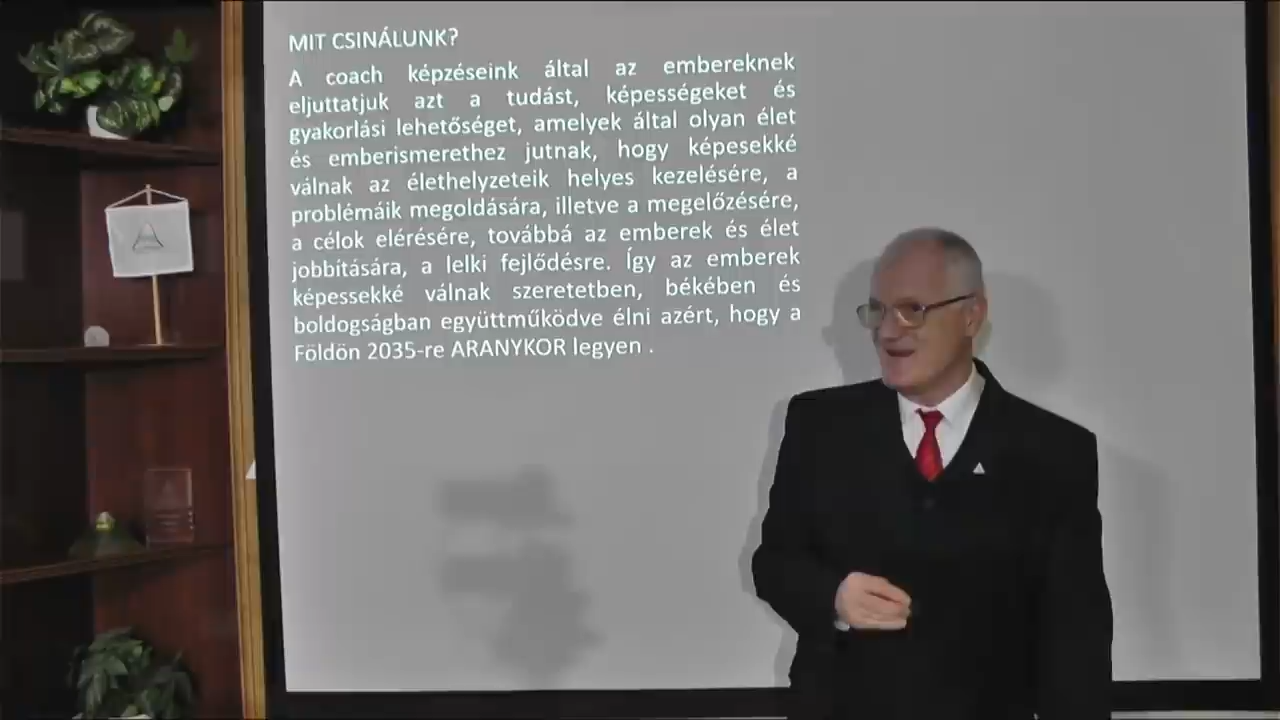 MIT CSINÁLUNK?
A coach képzéseink által az embereknek
eljuttatjuk azt a tudást, képességeket és
gyakorlási lehetőséget, amelyek által olyan élet
és emberismerethez jutnak, hogy képesekké
válnak az élethelyzeteik helyes kezelésére, a
problémáik megoldására, illetve a megelőzésére,
a célok elérésére, továbbá az emberek és élet
jobbítására, a lelki fejlődésre. Így az emberek
képessekké válnak szeretetben, békében és
boldogságban együttműködve élni azért, hogy a
Földön 2035-re ARANYKOR legyen .